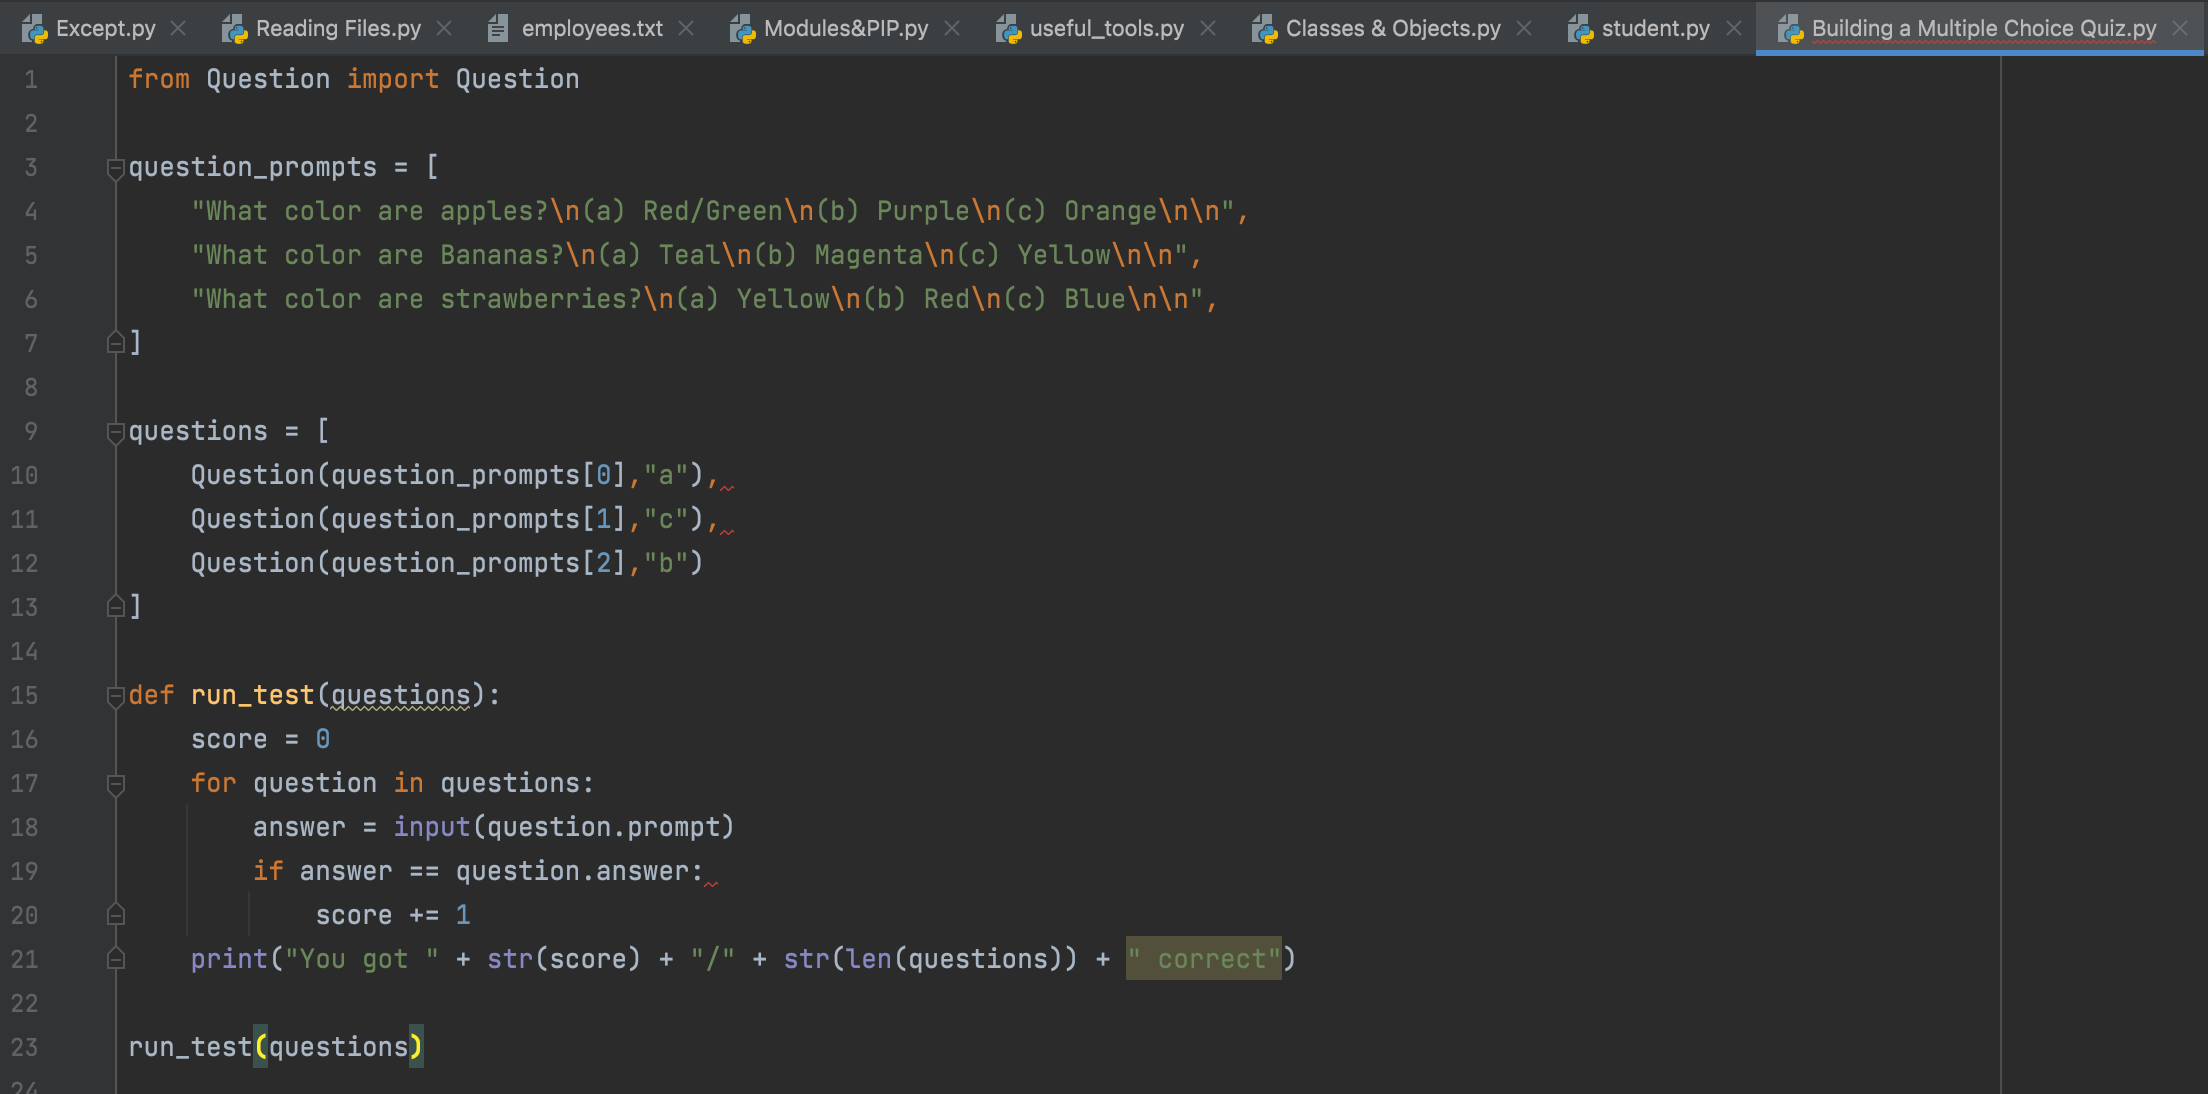 Except.py Reading Files.py employees.txt Modules&PIP.py useful_tools.py Classes & Objects.py student.py Building a Multiple Choice Quiz.py
1 from Question import Question
2
3 question_prompts = [
4     "What color are apples?\n(a) Red/Green\n(b) Purple\n(c) Orange\n\n",
5     "What color are Bananas?\n(a) Teal\n(b) Magenta\n(c) Yellow\n\n",
6     "What color are strawberries?\n(a) Yellow\n(b) Red\n(c) Blue\n\n",
7 ]
8
9 questions = [
10     Question(question_prompts[0],"a"),
11     Question(question_prompts[1],"c"),
12     Question(question_prompts[2],"b")
13 ]
14
15 def run_test(questions):
16     score = 0
17     for question in questions:
18         answer = input(question.prompt)
19         if answer == question.answer:
20             score += 1
21     print("You got " + str(score) + "/" + str(len(questions)) + " correct")
22
23 run_test(questions)
24